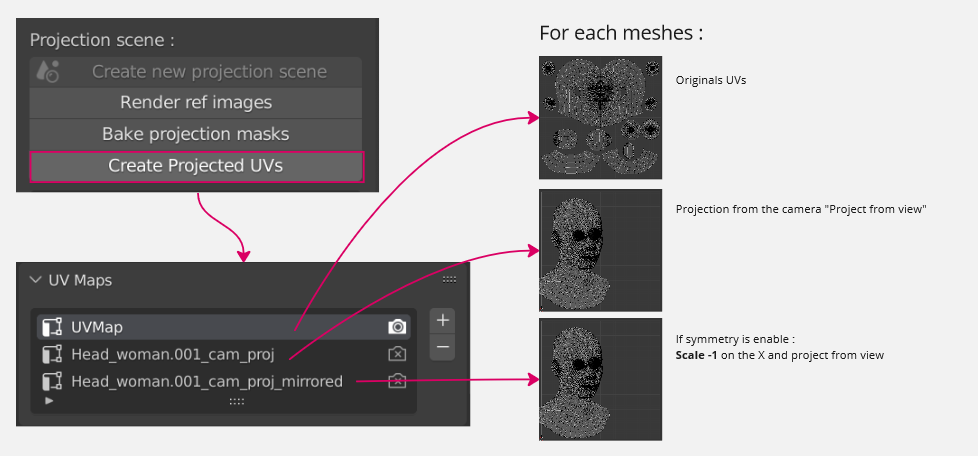 Projection scene :
Create new projection scene
Render ref images
Bake projection masks
Create Projected UVs
UV Maps
UVMap
Head_woman.001_cam_proj
Head_woman.001_cam_proj_mirrored
For each meshes :
Originals UVs
Projection from the camera "Project from view"
If symmetry is enable :
Scale -1 on the X and project from view